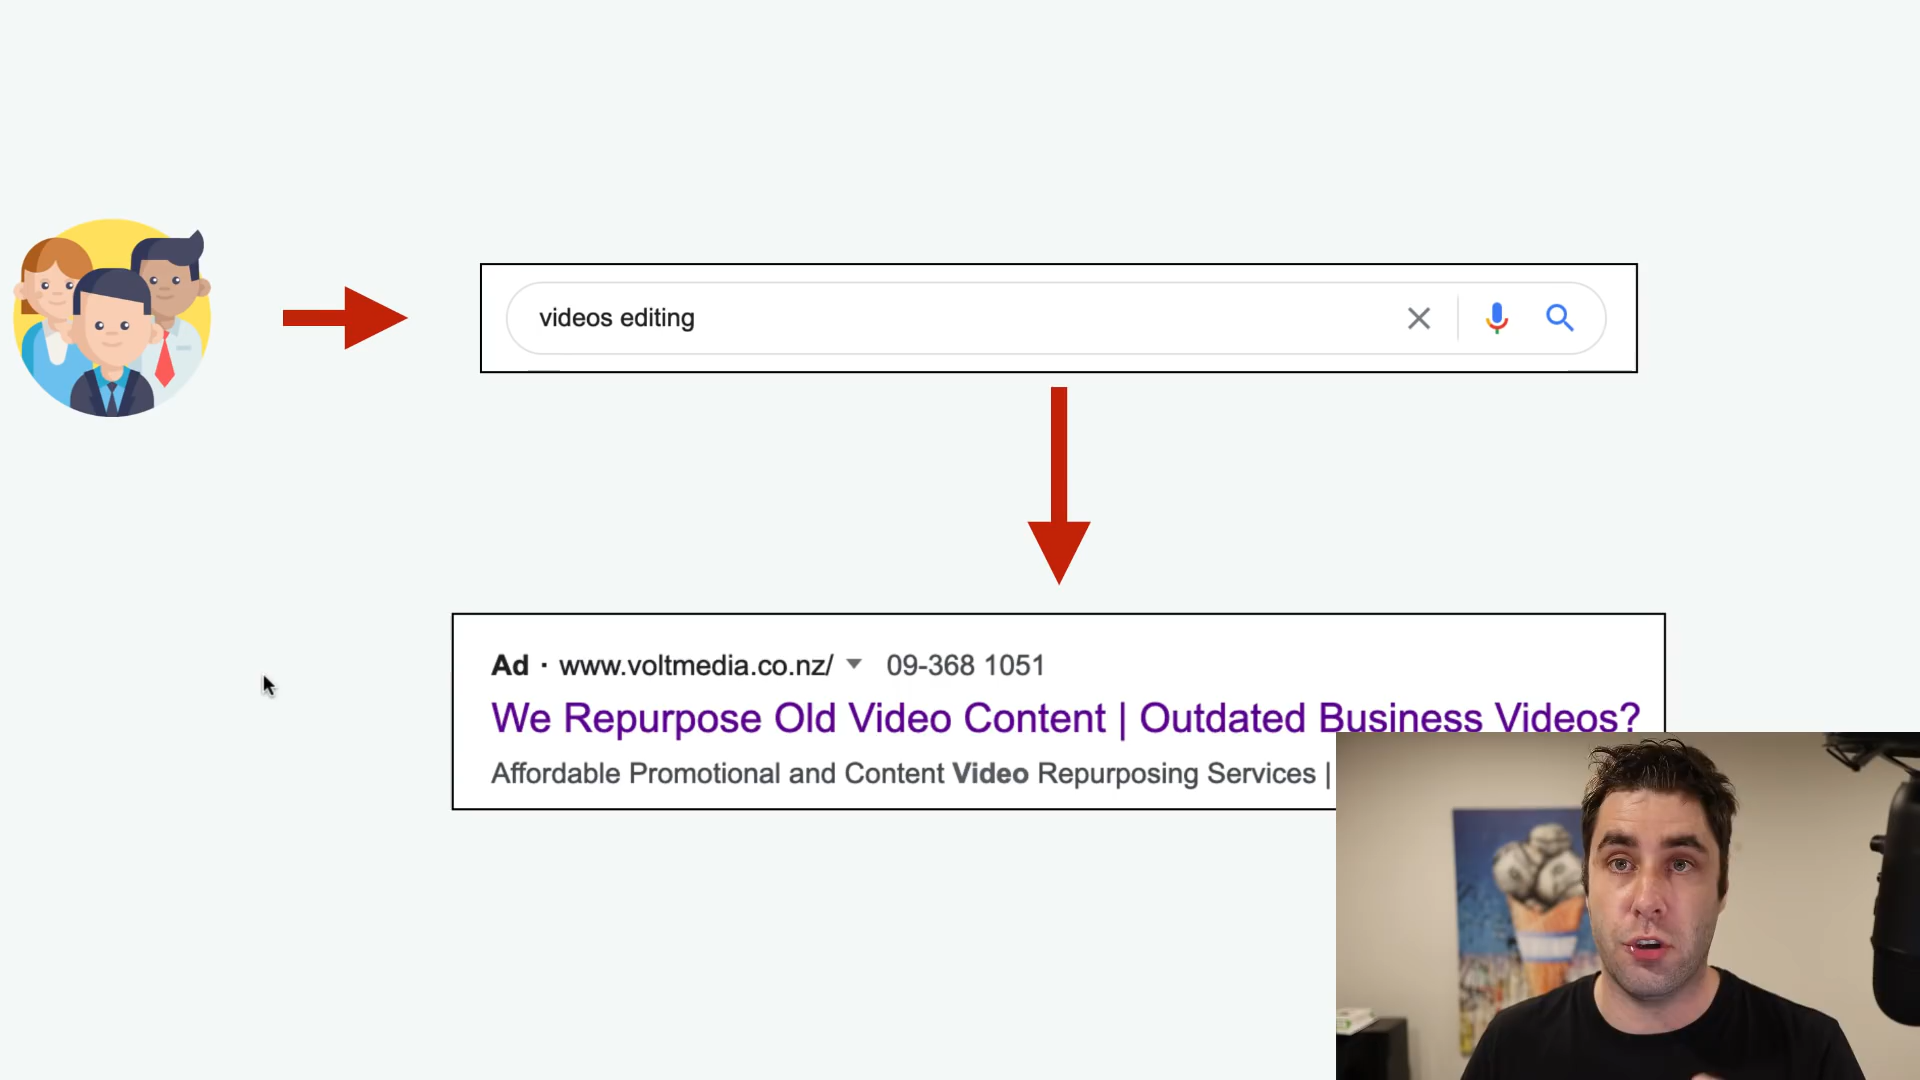 videos editing
Ad · www.voltmedia.co.nz/ 09-368 1051
We Repurpose Old Video Content | Outdated Business Videos?
Affordable Promotional and Content Video Repurposing Services |